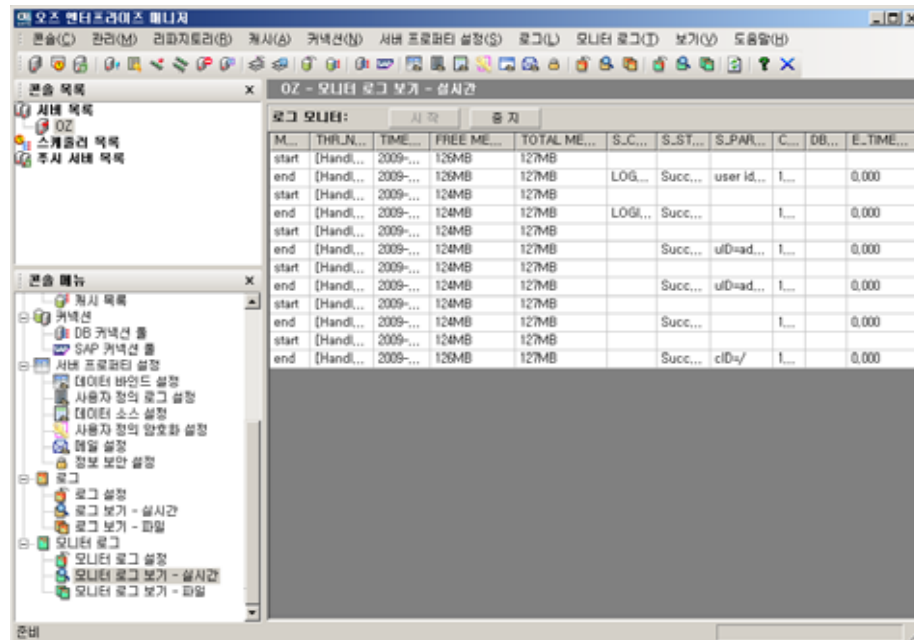 오즈 엔터프라이즈 매니저
콘솔(C) 관리(M) 리파지토리(B) 캐시(A) 커넥션(N) 서버 프로퍼티 설정(S) 로그(L) 모니터 로그(T) 보기(V) 도움말(H)
콘솔 목록 x
서버 목록
OZ
스케줄러 목록
주시 서버 목록
콘솔 메뉴 x
캐시 목록
커넥션
DB 커넥션 풀
SAP 커넥션 풀
서버 프로퍼티 설정
데이터 바인드 설정
사용자 정의 로그 설정
데이터 소스 설정
사용자 정의 암호화 설정
메일 설정
정보 보안 설정
로그
로그 설정
로그 보기 - 실시간
로그 보기 - 파일
모니터 로그
모니터 로그 설정
모니터 로그 보기 - 실시간
모니터 로그 보기 - 파일
OZ - 모니터 로그 보기 - 실시간
로그 모니터: 시 작 중 지
M... THR_N... TIME... FREE ME... TOTAL ME... S_C... S_ST... S_PAR... C... DB... E_TIME...
start [Handl... 2009-... 126MB 127MB
end [Handl... 2009-... 126MB 127MB LOG... Succ... user id... 1... 0,000
start [Handl... 2009-... 124MB 127MB
end [Handl... 2009-... 124MB 127MB LOGI... Succ... 1... 0,000
start [Handl... 2009-... 124MB 127MB
end [Handl... 2009-... 124MB 127MB Succ... uID=ad... 1... 0,000
start [Handl... 2009-... 124MB 127MB
end [Handl... 2009-... 124MB 127MB Succ... uID=ad... 1... 0,000
start [Handl... 2009-... 124MB 127MB
end [Handl... 2009-... 124MB 127MB Succ... 1... 0,000
start [Handl... 2009-... 124MB 127MB
end [Handl... 2009-... 126MB 127MB Succ... cID=/ 1... 0,000
준비